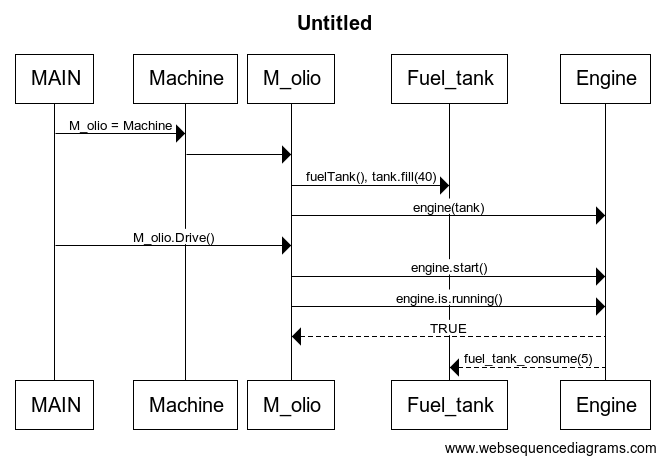 Untitled
MAIN Machine M_olio Fuel_tank Engine
M_olio = Machine
fuelTank(), tank.fill(40)
engine(tank)
M_olio.Drive()
engine.start()
engine.is.running()
TRUE
fuel_tank_consume(5)
MAIN Machine M_olio Fuel_tank Engine
www.websequencediagrams.com